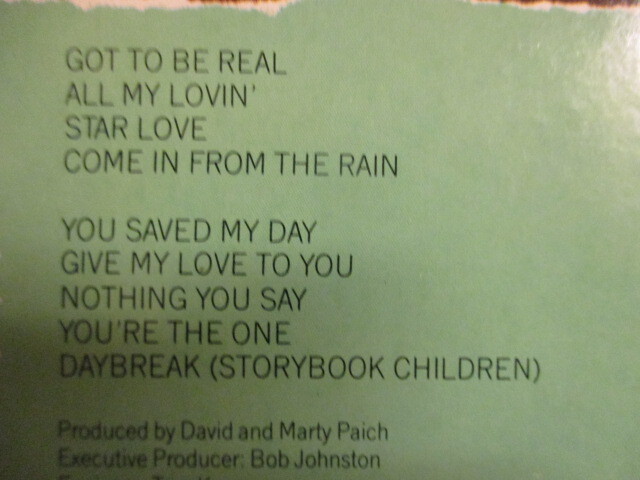 GOT TO BE REAL
ALL MY LOVIN'
STAR LOVE
COME IN FROM THE RAIN
YOU SAVED MY DAY
GIVE MY LOVE TO YOU
NOTHING YOU SAY
YOU'RE THE ONE
DAYBREAK (STORYBOOK CHILDREN)
Produced by David and Marty Paich
Executive Producer: Bob Johnston